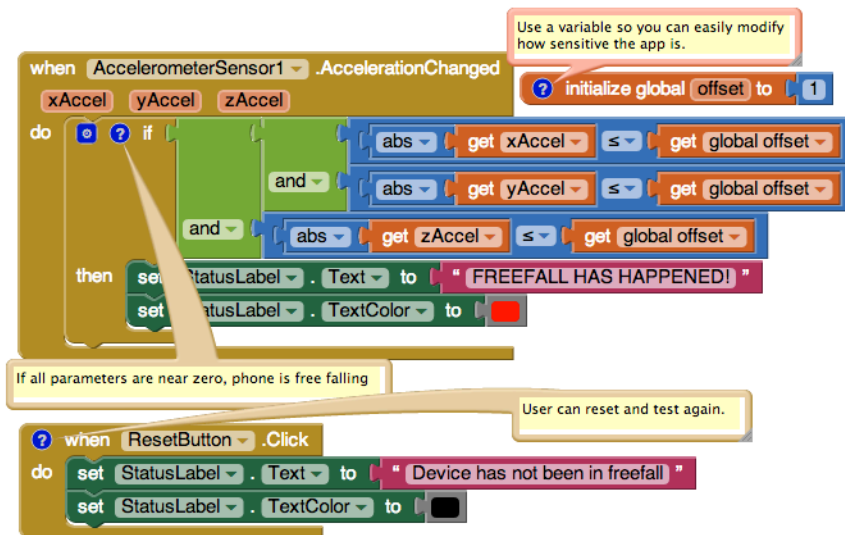 Use a variable so you can easily modify
how sensitive the app is.
when AccelerometerSensor1 .AccelerationChanged
? initialize global offset to 1
xAccel yAccel zAccel
do ? if abs get xAccel ≤ get global offset
and abs get yAccel ≤ get global offset
and abs get zAccel ≤ get global offset
then set StatusLabel . Text to " FREEFALL HAS HAPPENED! "
set StatusLabel . TextColor to
If all parameters are near zero, phone is free falling
User can reset and test again.
? when ResetButton .Click
do set StatusLabel . Text to " Device has not been in freefall "
set StatusLabel . TextColor to